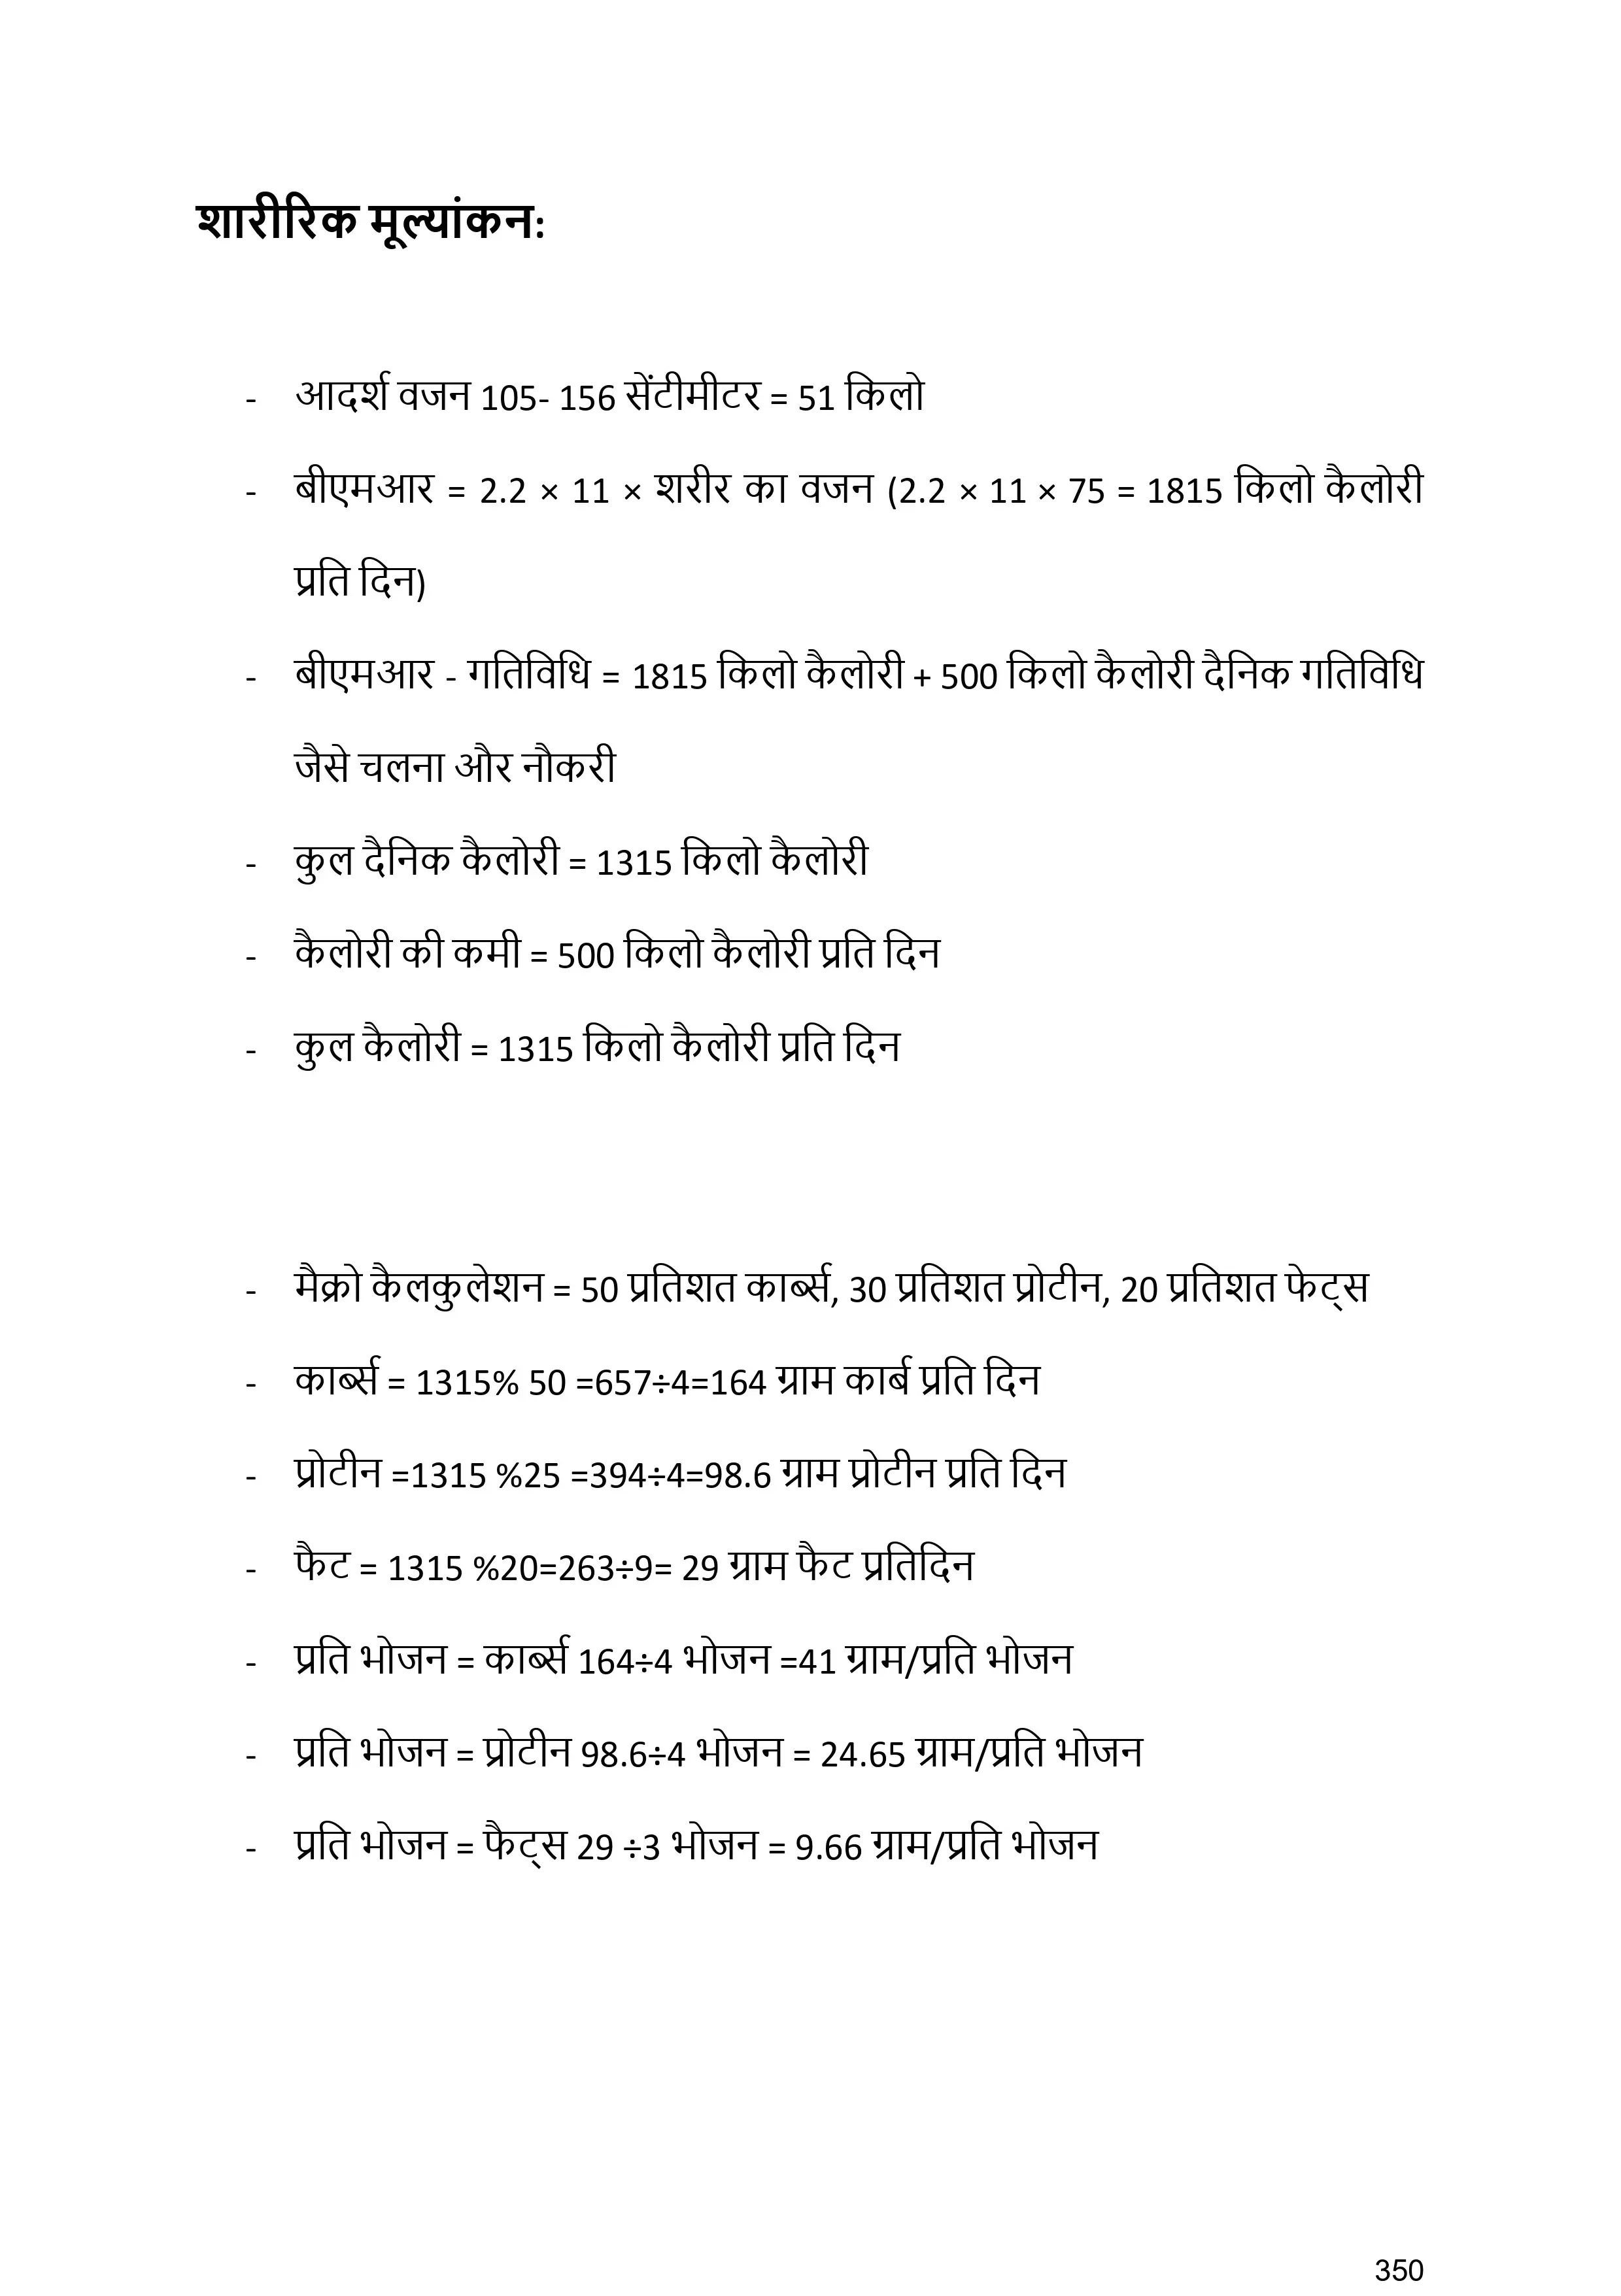 शारीरिक मूल्यांकन:
- आदर्श वजन 105- 156 सेंटीमीटर = 51 किलो
- बीएमआर = 2.2 × 11 × शरीर का वजन (2.2 × 11 × 75 = 1815 किलो कैलोरी
प्रति दिन)
- बीएमआर - गतिविधि = 1815 किलो कैलोरी + 500 किलो कैलोरी दैनिक गतिविधि
जैसे चलना और नौकरी
- कुल दैनिक कैलोरी = 1315 किलो कैलोरी
- कैलोरी की कमी = 500 किलो कैलोरी प्रति दिन
- कुल कैलोरी = 1315 किलो कैलोरी प्रति दिन
- मैक्रो कैलकुलेशन = 50 प्रतिशत कार्ब्स, 30 प्रतिशत प्रोटीन, 20 प्रतिशत फेट्स
- कार्ब्स = 1315% 50 =657÷4=164 ग्राम कार्ब प्रति दिन
- प्रोटीन =1315 %25 =394÷4=98.6 ग्राम प्रोटीन प्रति दिन
- फैट = 1315 %20=263÷9= 29 ग्राम फैट प्रतिदिन
- प्रति भोजन = कार्ब्स 164÷4 भोजन =41 ग्राम/प्रति भोजन
- प्रति भोजन = प्रोटीन 98.6÷4 भोजन = 24.65 ग्राम/प्रति भोजन
- प्रति भोजन = फैट्स 29 ÷3 भोजन = 9.66 ग्राम/प्रति भोजन
350